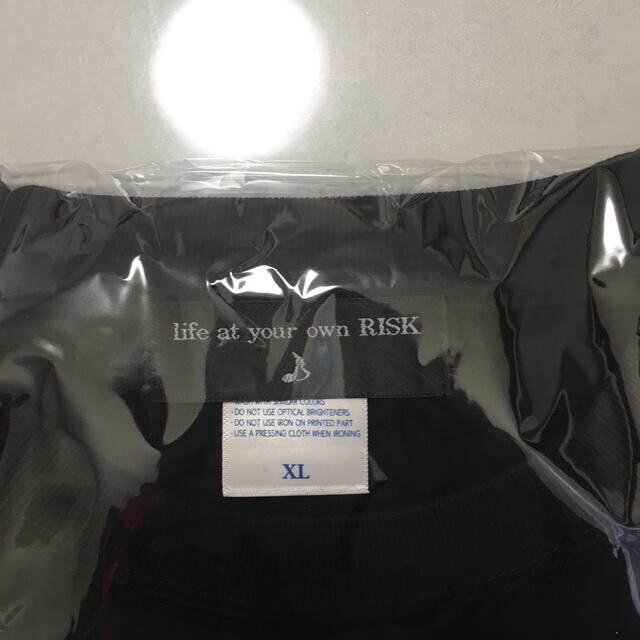 life at your own RISK
WITH SIMILAR COLORS
· DO NOT USE OPTICAL BRIGHTENERS
· DO NOT USE IRON ON PRINTED PART
· USE A PRESSING CLOTH WHEN IRONING
XL